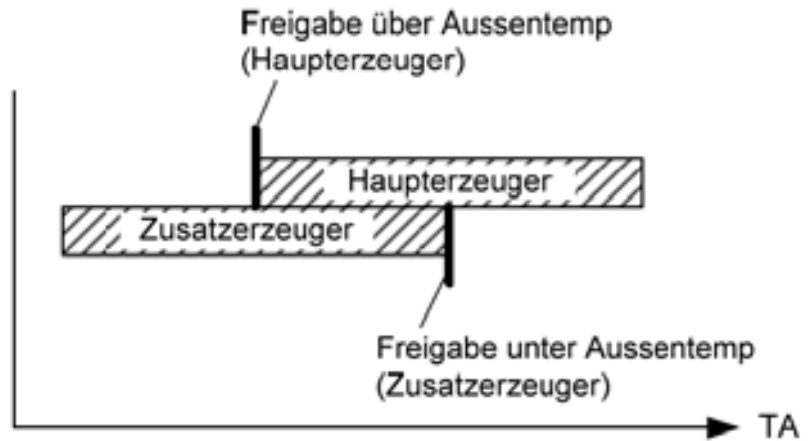 Freigabe über Aussentemp
(Haupterzeuger)
Haupterzeuger
Zusatzerzeuger
Freigabe unter Aussentemp
(Zusatzerzeuger)
TA